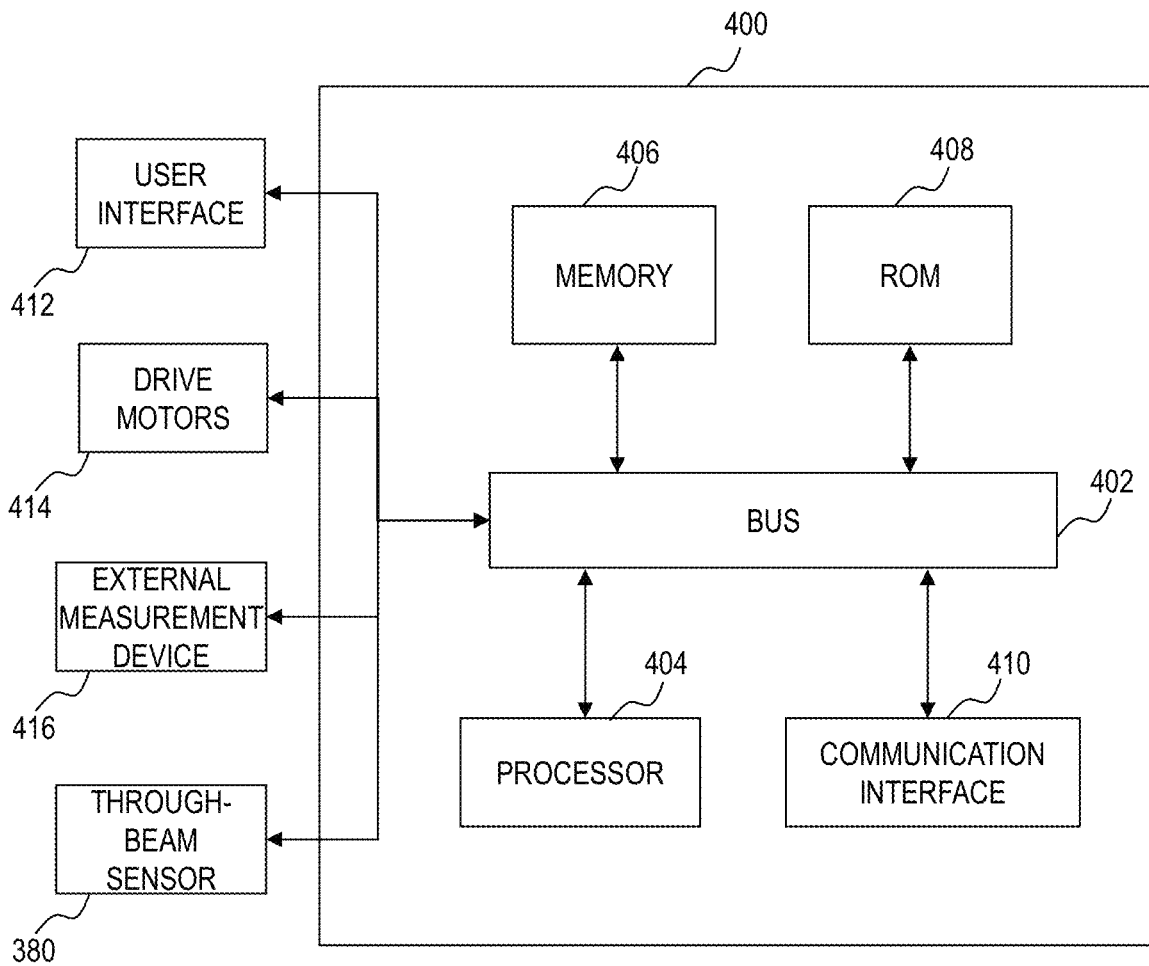 400
USER
INTERFACE
412
406
408
MEMORY
ROM
DRIVE
MOTORS
414
BUS
402
EXTERNAL
MEASUREMENT
DEVICE
416
404
410
PROCESSOR
COMMUNICATION
INTERFACE
THROUGH-
BEAM
SENSOR
380